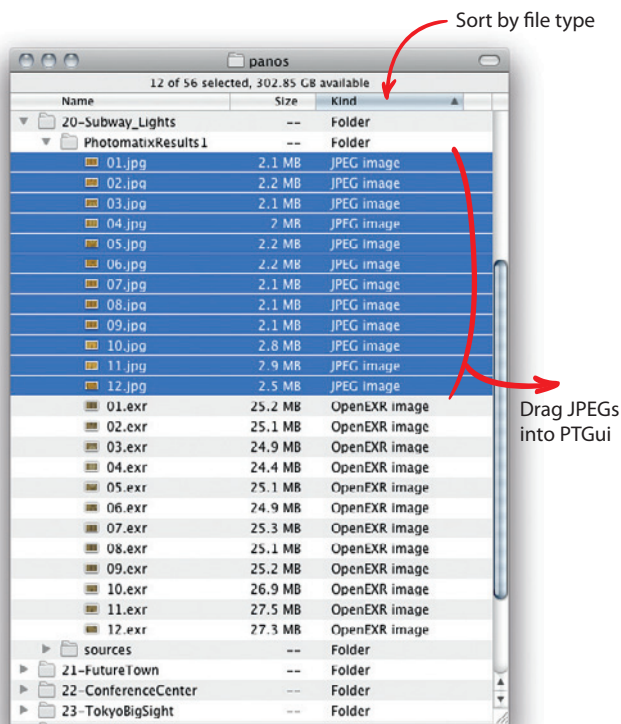 Sort by file type
panos
12 of 56 selected, 302.85 GB available
Name Size Kind
20-Subway_Lights -- Folder
PhotomatixResults1 -- Folder
01.jpg 2.1 MB JPEG image
02.jpg 2.2 MB JPEG image
03.jpg 2.1 MB JPEG image
04.jpg 2 MB JPEG image
05.jpg 2.2 MB JPEG image
06.jpg 2.2 MB JPEG image
07.jpg 2.1 MB JPEG image
08.jpg 2.1 MB JPEG image
09.jpg 2.1 MB JPEG image
10.jpg 2.8 MB JPEG image
11.jpg 2.9 MB JPEG image
12.jpg 2.5 MB JPEG image
Drag JPEGs
into PTGui
01.exr 25.2 MB OpenEXR image
02.exr 25.1 MB OpenEXR image
03.exr 24.9 MB OpenEXR image
04.exr 24.4 MB OpenEXR image
05.exr 25.1 MB OpenEXR image
06.exr 24.9 MB OpenEXR image
07.exr 25.3 MB OpenEXR image
08.exr 25.1 MB OpenEXR image
09.exr 25.2 MB OpenEXR image
10.exr 26.9 MB OpenEXR image
11.exr 27.5 MB OpenEXR image
12.exr 27.3 MB OpenEXR image
sources -- Folder
21-FutureTown -- Folder
22-ConferenceCenter -- Folder
23-TokyoBigSight -- Folder